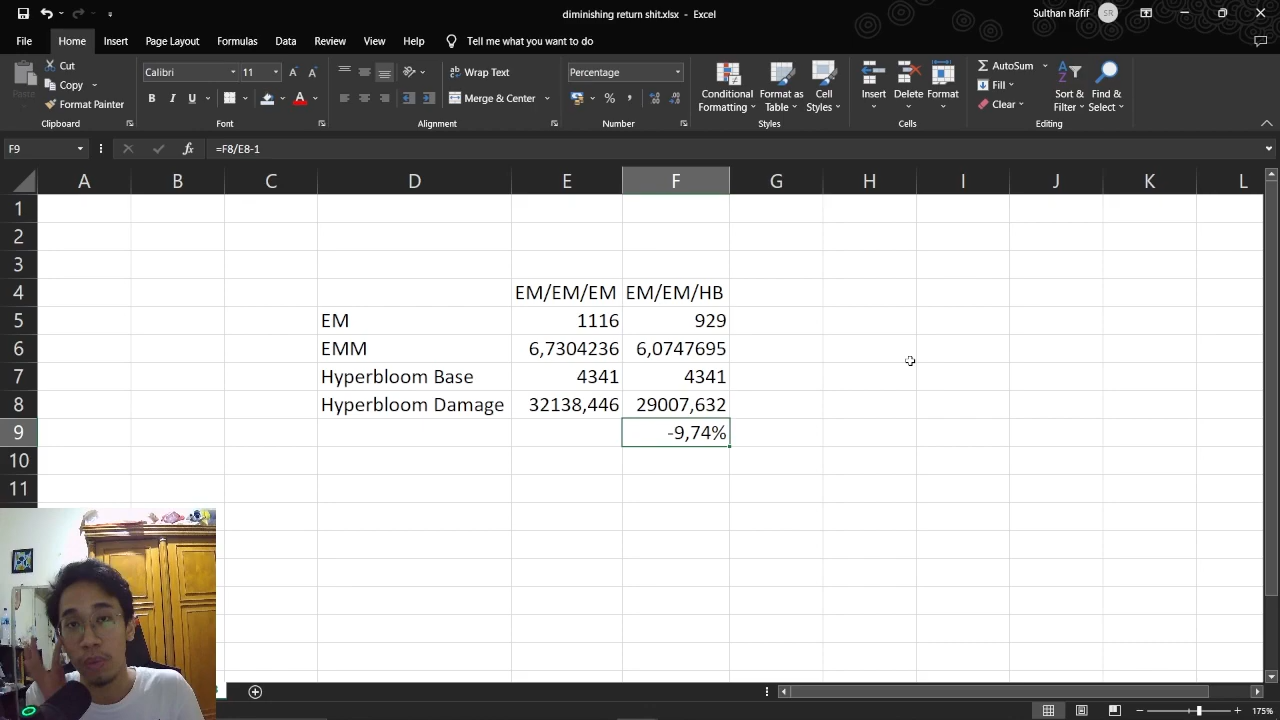 diminishing return shit.xlsx - Excel
Sulthan Rafif
SR
File Home Insert Page Layout Formulas Data Review View Help Tell me what you want to do
Paste
Cut
Copy
Format Painter
Clipboard
Calibri 11
B I U
Font
Wrap Text
Merge & Center
Alignment
Percentage
%
Number
Conditional Formatting
Format as Table
Cell Styles
Styles
Insert
Delete
Format
Cells
AutoSum
Fill
Clear
Sort & Filter
Find & Select
Editing
F9 fx =F8/E8-1
A B C D E F G H I J K L
1
2
3
4 EM/EM/EM EM/EM/HB
5 EM 1116 929
6 EMM 6,7304236 6,0747695
7 Hyperbloom Base 4341 4341
8 Hyperbloom Damage 32138,446 29007,632
9 -9,74%
10
11
175%